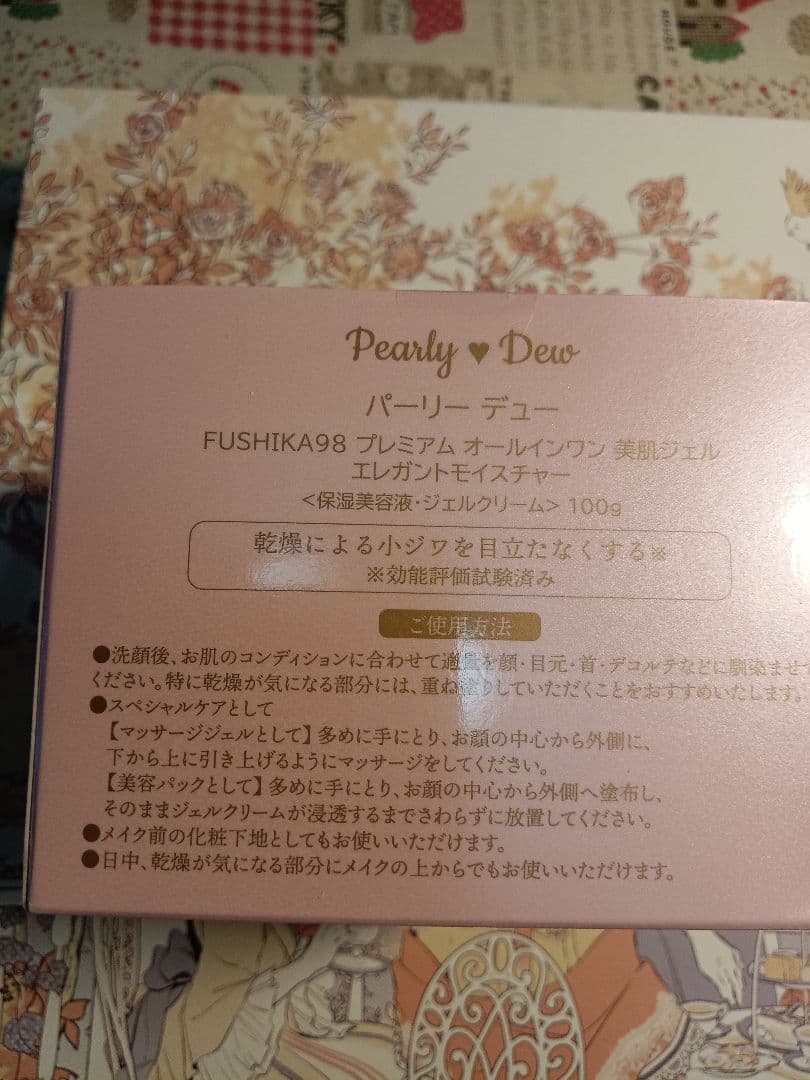 Pearly ♥ Dew
パーリー デュー
FUSHIKA98 プレミアム オールインワン 美肌ジェル
エレガントモイスチャー
<保湿美容液・ジェルクリーム> 100g
乾燥による小ジワを目立たなくする※
※効能評価試験済み
ご使用方法
●洗顔後、お肌のコンディションに合わせて適量を顔・目元・首・デコルテなどに馴染ませ
ください。特に乾燥が気になる部分には、重ね塗りしていただくことをおすすめいたします。
●スペシャルケアとして
【マッサージジェルとして】多めに手にとり、お顔の中心から外側に、
下から上に引き上げるようにマッサージをしてください。
【美容パックとして】多めに手にとり、お顔の中心から外側へ塗布し、
そのままジェルクリームが浸透するまでさわらずに放置してください。
●メイク前の化粧下地としてもお使いいただけます。
●日中、乾燥が気になる部分にメイクの上からでもお使いいただけます。